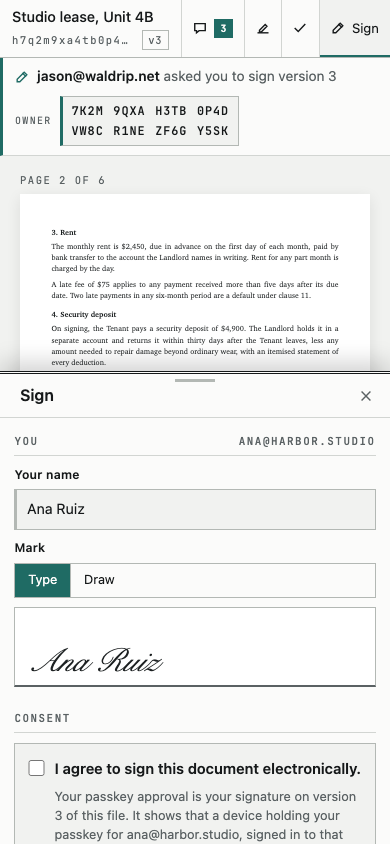 Studio lease, Unit 4B
h7q2m9xa4tb0p4… v3
3
Sign
jason@waldrip.net asked you to sign version 3
OWNER
7K2M 9QXA H3TB 0P4D
VW8C R1NE ZF6G Y5SK
PAGE 2 OF 6
3. Rent
The monthly rent is $2,450, due in advance on the first day of each month, paid by
bank transfer to the account the Landlord names in writing. Rent for any part month is
charged by the day.
A late fee of $75 applies to any payment received more than five days after its due
date. Two late payments in any six-month period are a default under clause 11.
4. Security deposit
On signing, the Tenant pays a security deposit of $4,900. The Landlord holds it in a
separate account and returns it within thirty days after the Tenant leaves, less any
amount needed to repair damage beyond ordinary wear, with an itemised statement of
every deduction.
Sign
YOU
ANA@HARBOR.STUDIO
Your name
Ana Ruiz
Mark
Type
Draw
Ana Ruiz
CONSENT
I agree to sign this document electronically.
Your passkey approval is your signature on version
3 of this file. It shows that a device holding your
passkey for ana@harbor.studio, signed in to that